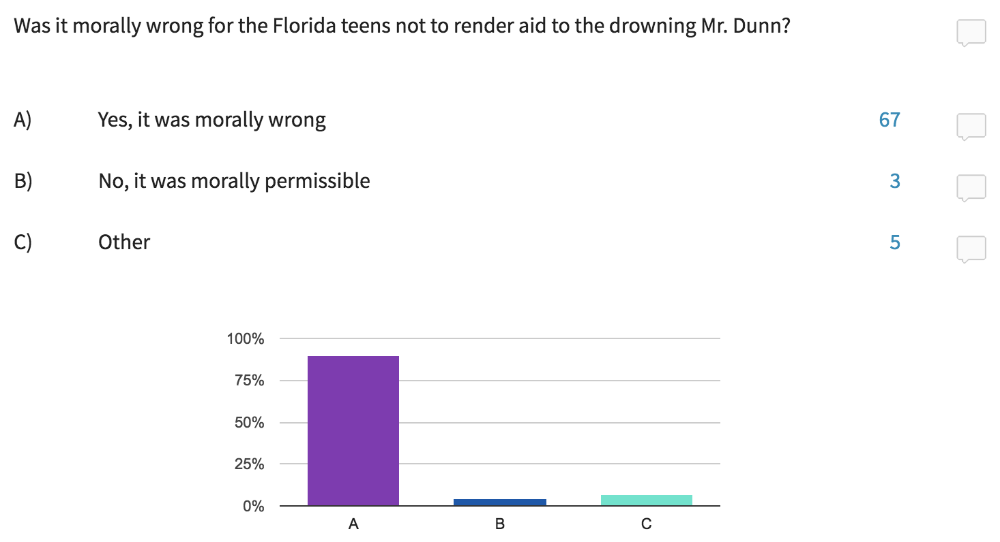 Was it morally wrong for the Florida teens not to render aid to the drowning Mr. Dunn?
A) Yes, it was morally wrong 67
B) No, it was morally permissible 3
C) Other 5
100%
75%
50%
25%
0%
A B C